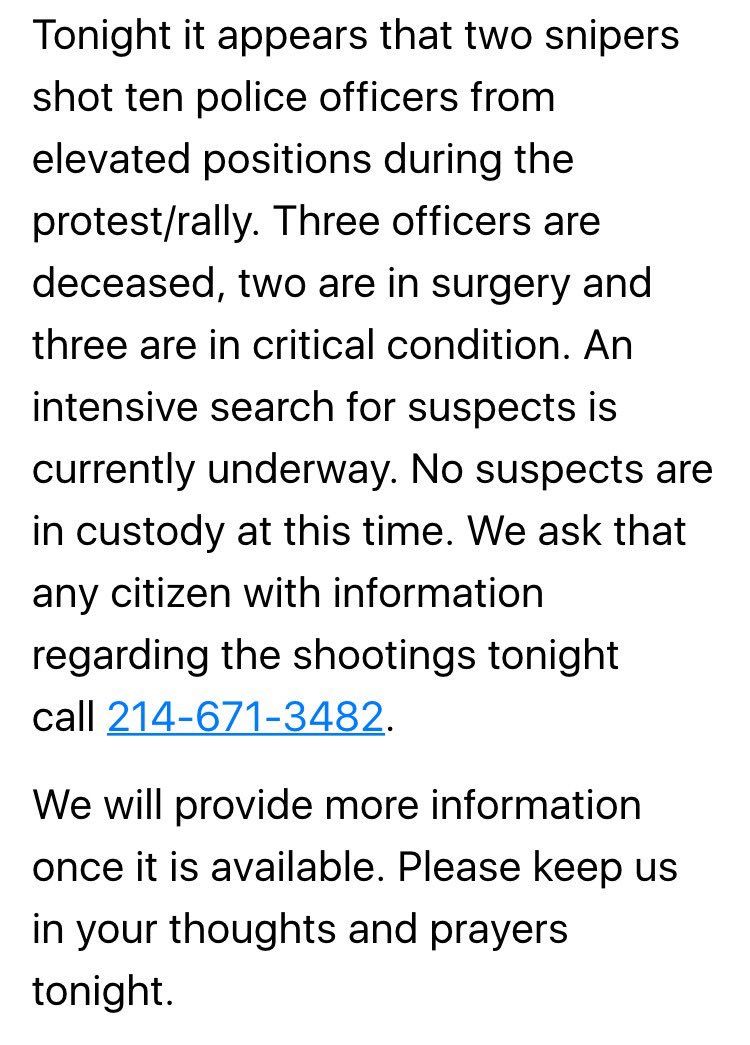 Tonight it appears that two snipers
shot ten police officers from
elevated positions during the
protest/rally. Three officers are
deceased, two are in surgery and
three are in critical condition. An
intensive search for suspects is
currently underway. No suspects are
in custody at this time. We ask that
any citizen with information
regarding the shootings tonight
call 214-671-3482.
We will provide more information
once it is available. Please keep us
in your thoughts and prayers
tonight.